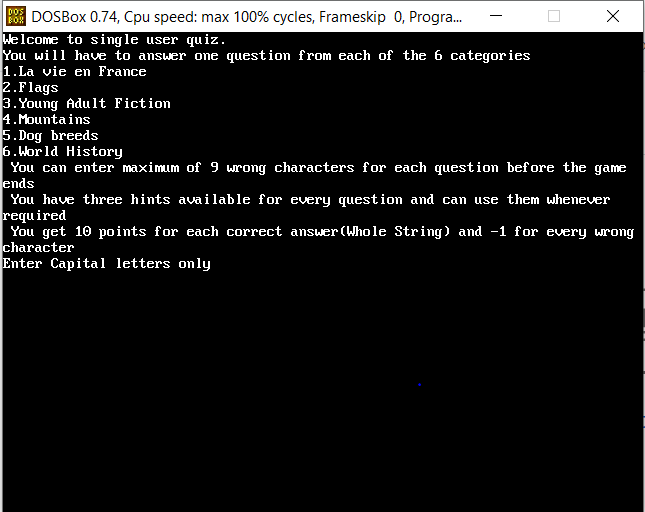 DOS
BOX
DOSBox 0.74, Cpu speed: max 100% cycles, Frameskip  0, Progra...
Welcome to single user quiz.
You will have to answer one question from each of the 6 categories
1.La vie en France
2.Flags
3.Young Adult Fiction
4.Mountains
5.Dog breeds
6.World History
 You can enter maximum of 9 wrong characters for each question before the game
ends
 You have three hints available for every question and can use them whenever
required
 You get 10 points for each correct answer(Whole String) and -1 for every wrong
character
Enter Capital letters only